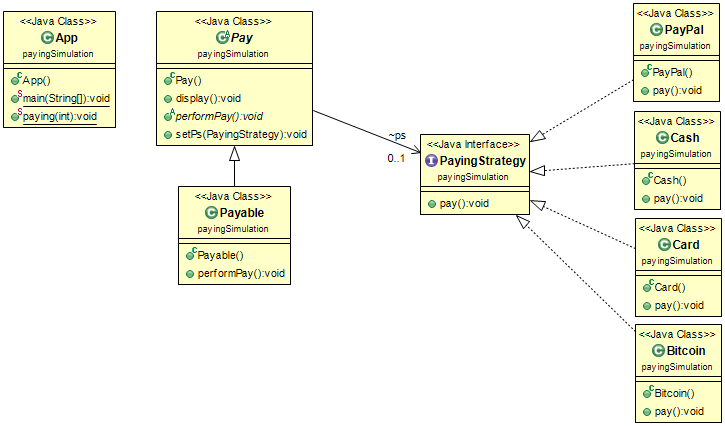 <<Java Class>>
App
payingSimulation
App()
main(String[]):void
paying(int):void
<<Java Class>>
Pay
payingSimulation
Pay()
display():void
performPay():void
setPs(PayingStrategy):void
<<Java Class>>
Payable
payingSimulation
Payable()
performPay():void
~ps
0..1
<<Java Interface>>
PayingStrategy
payingSimulation
pay():void
<<Java Class>>
PayPal
payingSimulation
PayPal()
pay():void
<<Java Class>>
Cash
payingSimulation
Cash()
pay():void
<<Java Class>>
Card
payingSimulation
Card()
pay():void
<<Java Class>>
Bitcoin
payingSimulation
Bitcoin()
pay():void